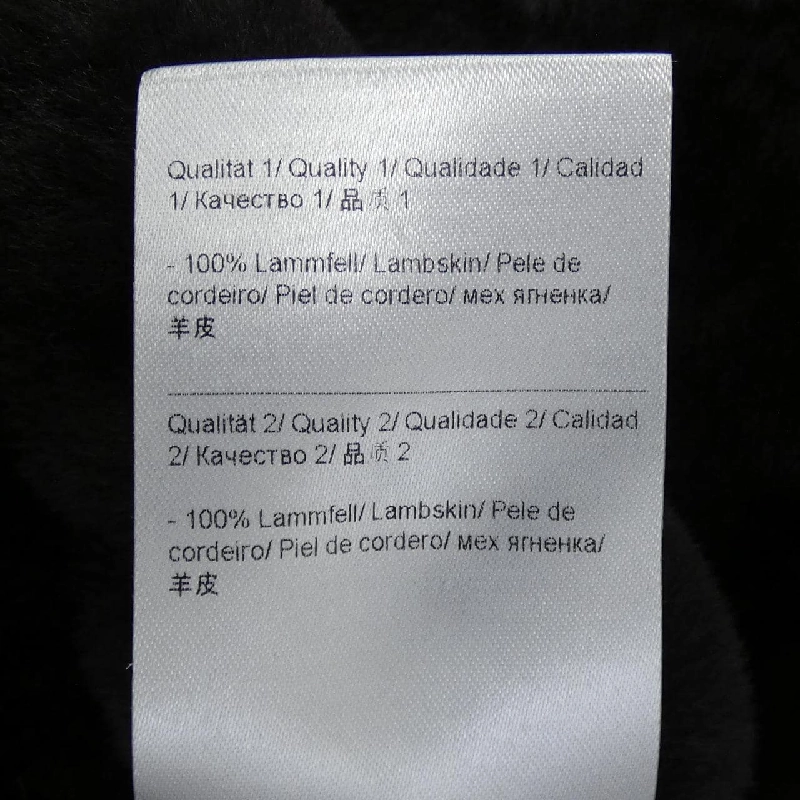 Qualität 1/ Quality 1/ Qualidade 1/ Calidad
1/ Качество 1/ 品质 1
- 100% Lammfell/ Lambskin/ Pele de
cordeiro/ Piel de cordero/ мех ягненка/
羊皮
Qualität 2/ Quality 2/ Qualidade 2/ Calidad
2/ Качество 2/ 品质 2
- 100% Lammfell/ Lambskin/ Pele de
cordeiro/ Piel de cordero/ мех ягненка/
羊皮